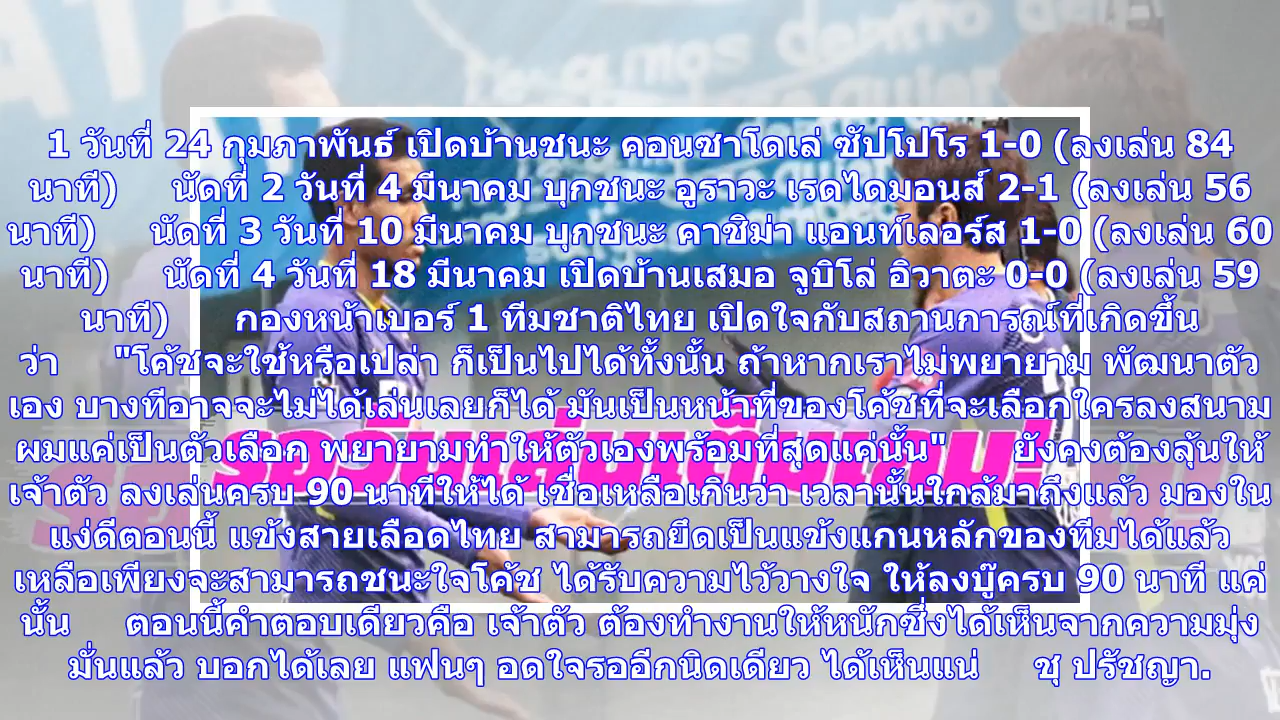 1 วันที่ 24 กุมภาพันธ์ เปิดบ้านชนะ คอนซาโดเล่ ซัปโปโร 1-0 (ลงเล่น 84
นาที) นัดที่ 2 วันที่ 4 มีนาคม บุกชนะ อูราวะ เรดไดมอนส์ 2-1 (ลงเล่น 56
นาที) นัดที่ 3 วันที่ 10 มีนาคม บุกชนะ คาชิม่า แอนท์เลอร์ส 1-0 (ลงเล่น 60
นาที) นัดที่ 4 วันที่ 18 มีนาคม เปิดบ้านเสมอ จูบิโล่ อิวาตะ 0-0 (ลงเล่น 59
นาที) กองหน้าเบอร์ 1 ทีมชาติไทย เปิดใจกับสถานการณ์ที่เกิดขึ้น
ว่า "โค้ชจะใช้หรือเปล่า ก็เป็นไปได้ทั้งนั้น ถ้าหากเราไม่พยายาม พัฒนาตัว
เอง บางทีอาจจะไม่ได้เล่นเลยก็ได้ มันเป็นหน้าที่ของโค้ชที่จะเลือกใครลงสนาม
ผมแค่เป็นตัวเลือก พยายามทำให้ตัวเองพร้อมที่สุดแค่นั้น" ยังคงต้องลุ้นให้
เจ้าตัว ลงเล่นครบ 90 นาทีให้ได้ เชื่อเหลือเกินว่า เวลานั้นใกล้มาถึงแล้ว มองใน
แง่ดีตอนนี้ แข้งสายเลือดไทย สามารถยึดเป็นแข้งแกนหลักของทีมได้แล้ว
เหลือเพียงจะสามารถชนะใจโค้ช ได้รับความไว้วางใจ ให้ลงบู๊ครบ 90 นาที แค่
นั้น ตอนนี้คำตอบเดียวคือ เจ้าตัว ต้องทำงานให้หนักซึ่งได้เห็นจากความมุ่ง
มั่นแล้ว บอกได้เลย แฟนๆ อดใจรออีกนิดเดียว ได้เห็นแน่ ชุ ปรัชญา.